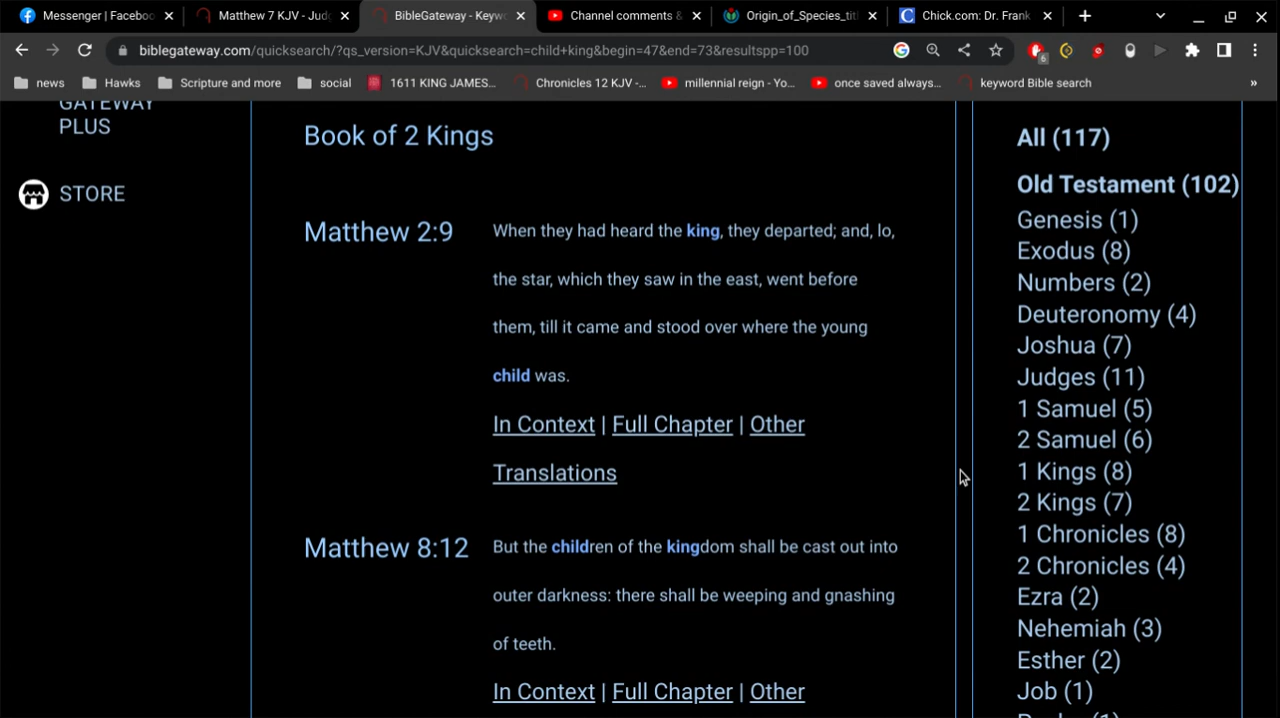 Messenger | Faceboo
Matthew 7 KJV - Judg
BibleGateway - Keywo
Channel comments &
Origin_of_Species_titl
Chick.com: Dr. Frank
biblegateway.com/quicksearch/?qs_version=KJV&quicksearch=child+king&begin=47&end=73&resultspp=100
6
news
Hawks
Scripture and more
social
1611 KING JAMES...
Chronicles 12 KJV -...
millennial reign - Yo...
once saved always...
keyword Bible search
»
GATEWAY
PLUS
STORE
Book of 2 Kings
Matthew 2:9
When they had heard the king, they departed; and, lo,
the star, which they saw in the east, went before
them, till it came and stood over where the young
child was.
In Context | Full Chapter | Other
Translations
Matthew 8:12
But the children of the kingdom shall be cast out into
outer darkness: there shall be weeping and gnashing
of teeth.
In Context | Full Chapter | Other
All (117)
Old Testament (102)
Genesis (1)
Exodus (8)
Numbers (2)
Deuteronomy (4)
Joshua (7)
Judges (11)
1 Samuel (5)
2 Samuel (6)
1 Kings (8)
2 Kings (7)
1 Chronicles (8)
2 Chronicles (4)
Ezra (2)
Nehemiah (3)
Esther (2)
Job (1)